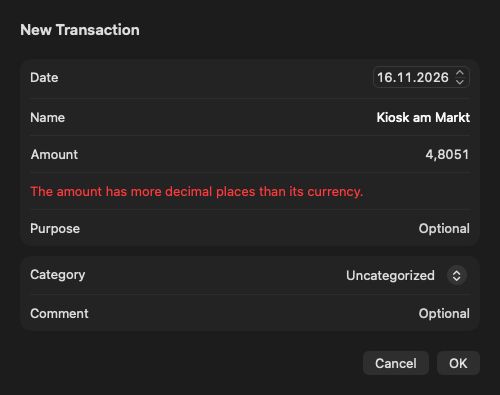 New Transaction
Date 16.11.2026
Name Kiosk am Markt
Amount 4,8051
The amount has more decimal places than its currency.
Purpose Optional
Category Uncategorized
Comment Optional
Cancel OK